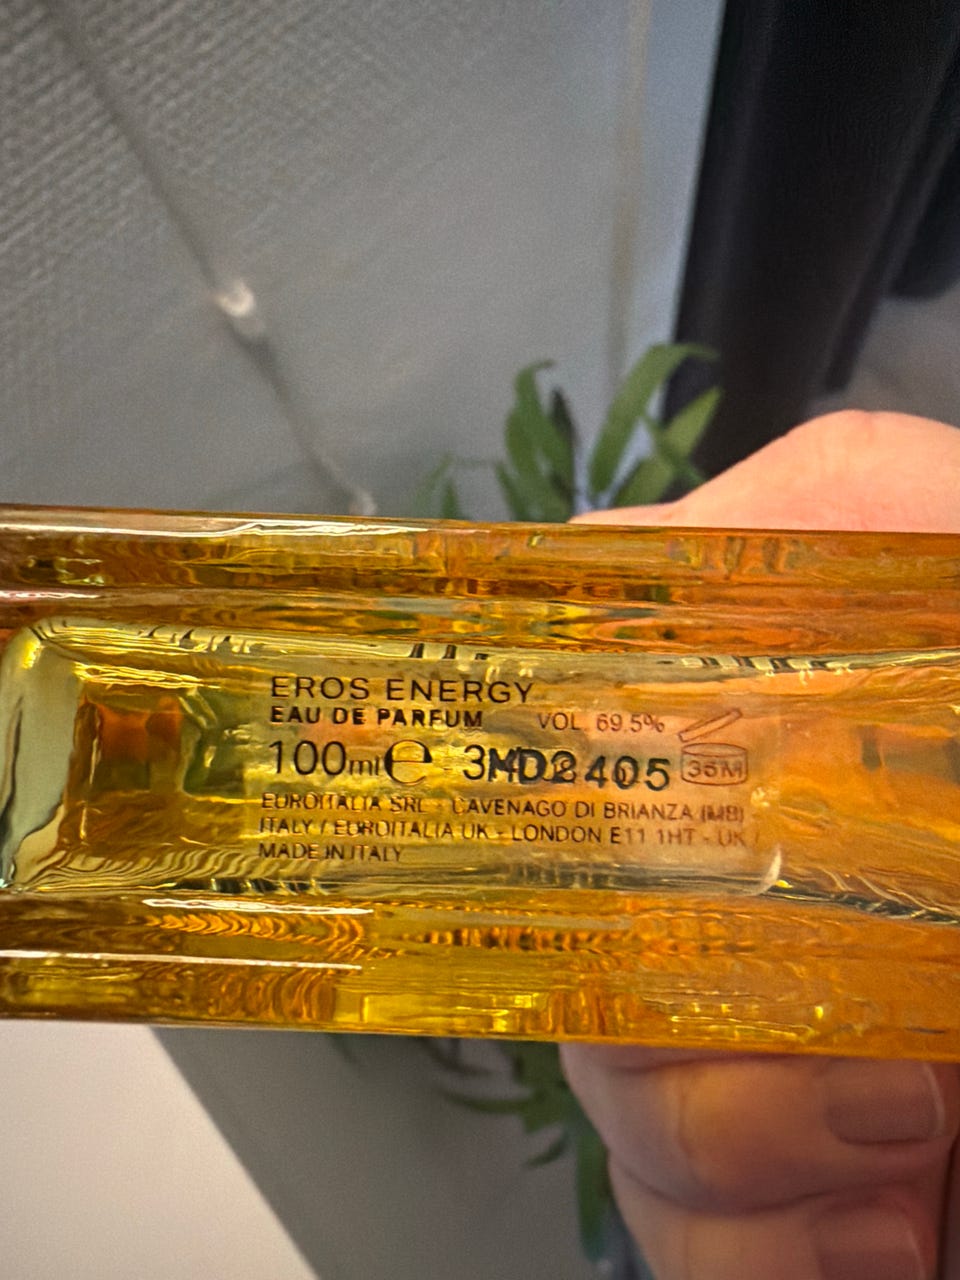 EROS ENERGY
EAU DE PARFUM VOL. 69.5%
100ml e 36M
EUROITALIA SRL - CAVENAGO DI BRIANZA (MB) -
ITALY / EUROITALIA UK - LONDON E11 1HT - UK /
MADE IN ITALY